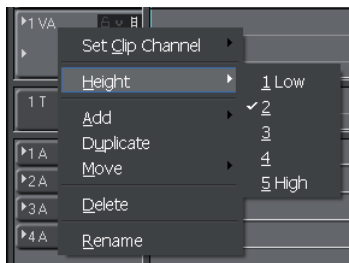 1 VA
Set Clip Channel
Height
1 Low
1 T
Add
2
Duplicate
3
1 A
Move
4
2 A
5 High
3 A
Delete
4 A
Rename